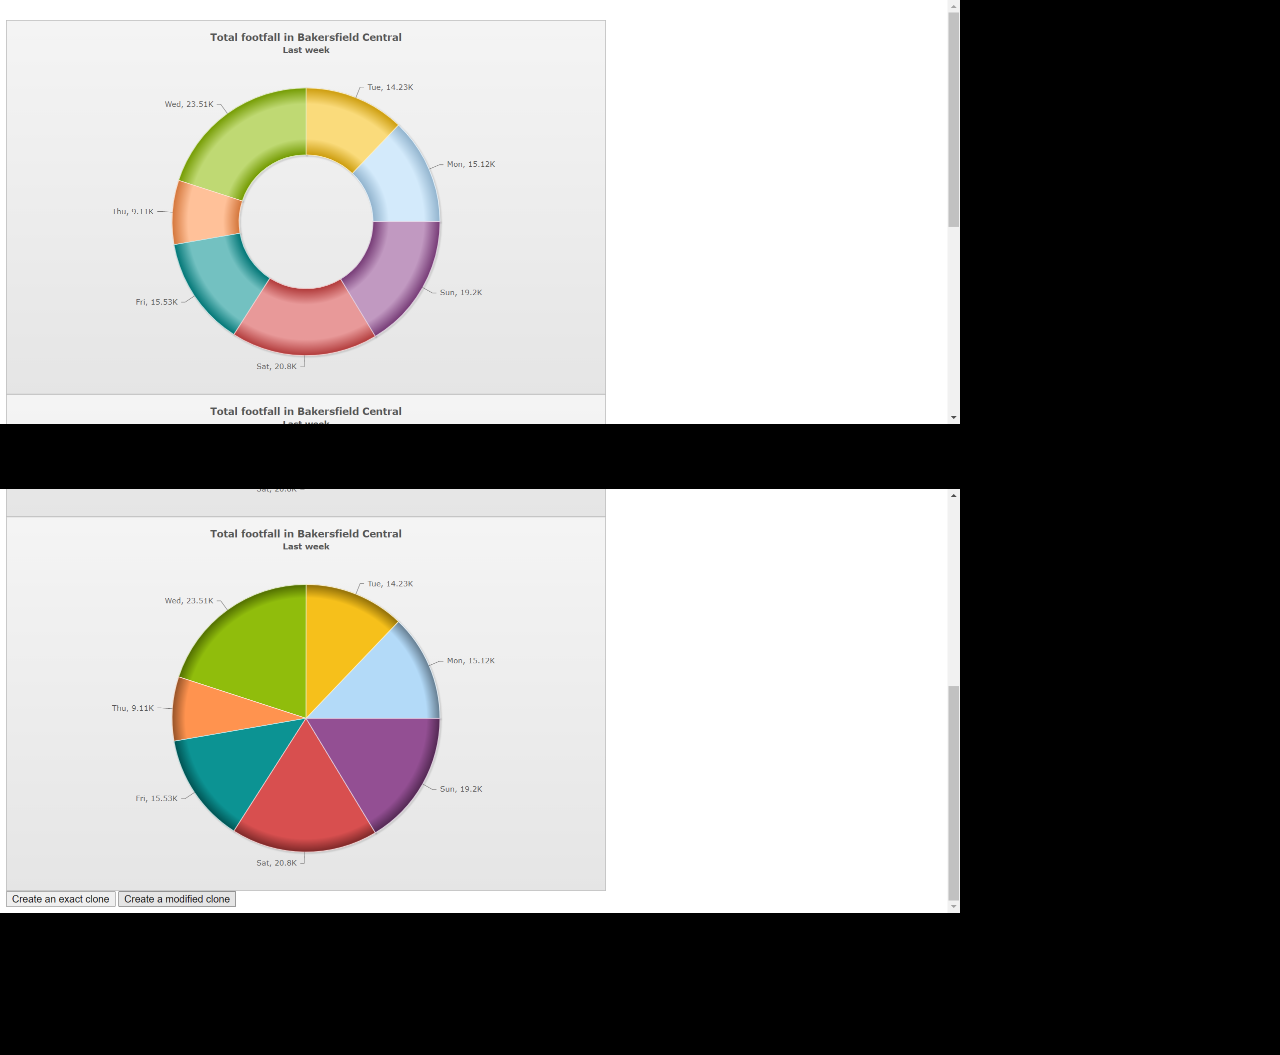 Total footfall in Bakersfield Central
Last week
Tue, 14.23K
Wed, 23.51K
Mon, 15.12K
Thu, 9.11K
Sun, 19.2K
Fri, 15.53K
Sat, 20.8K
Total footfall in Bakersfield Central
Last week
Sat, 20.8K
Total footfall in Bakersfield Central
Last week
Tue, 14.23K
Wed, 23.51K
Mon, 15.12K
Thu, 9.11K
Sun, 19.2K
Fri, 15.53K
Sat, 20.8K
Create an exact clone Create a modified clone